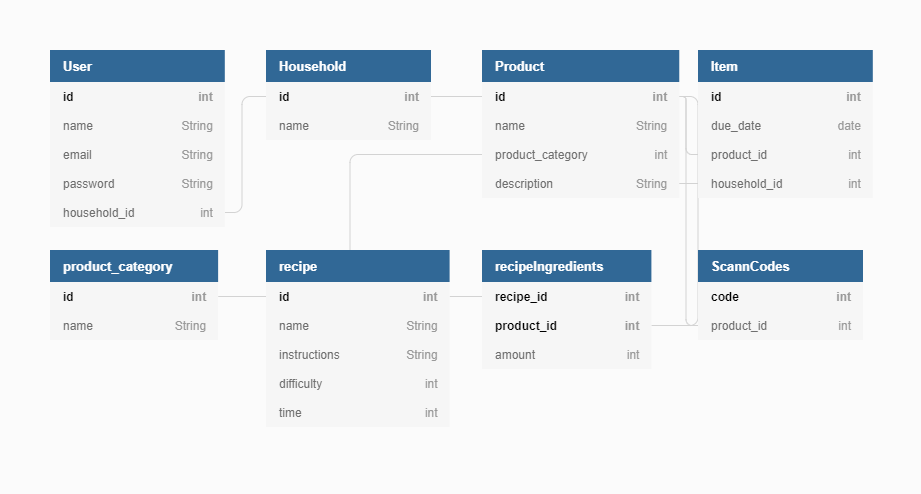 User
id int
name String
email String
password String
household_id int
Household
id int
name String
Product
id int
name String
product_category int
description String
Item
id int
due_date date
product_id int
household_id int
product_category
id int
name String
recipe
id int
name String
instructions String
difficulty int
time int
recipeIngredients
recipe_id int
product_id int
amount int
ScannCodes
code int
product_id int